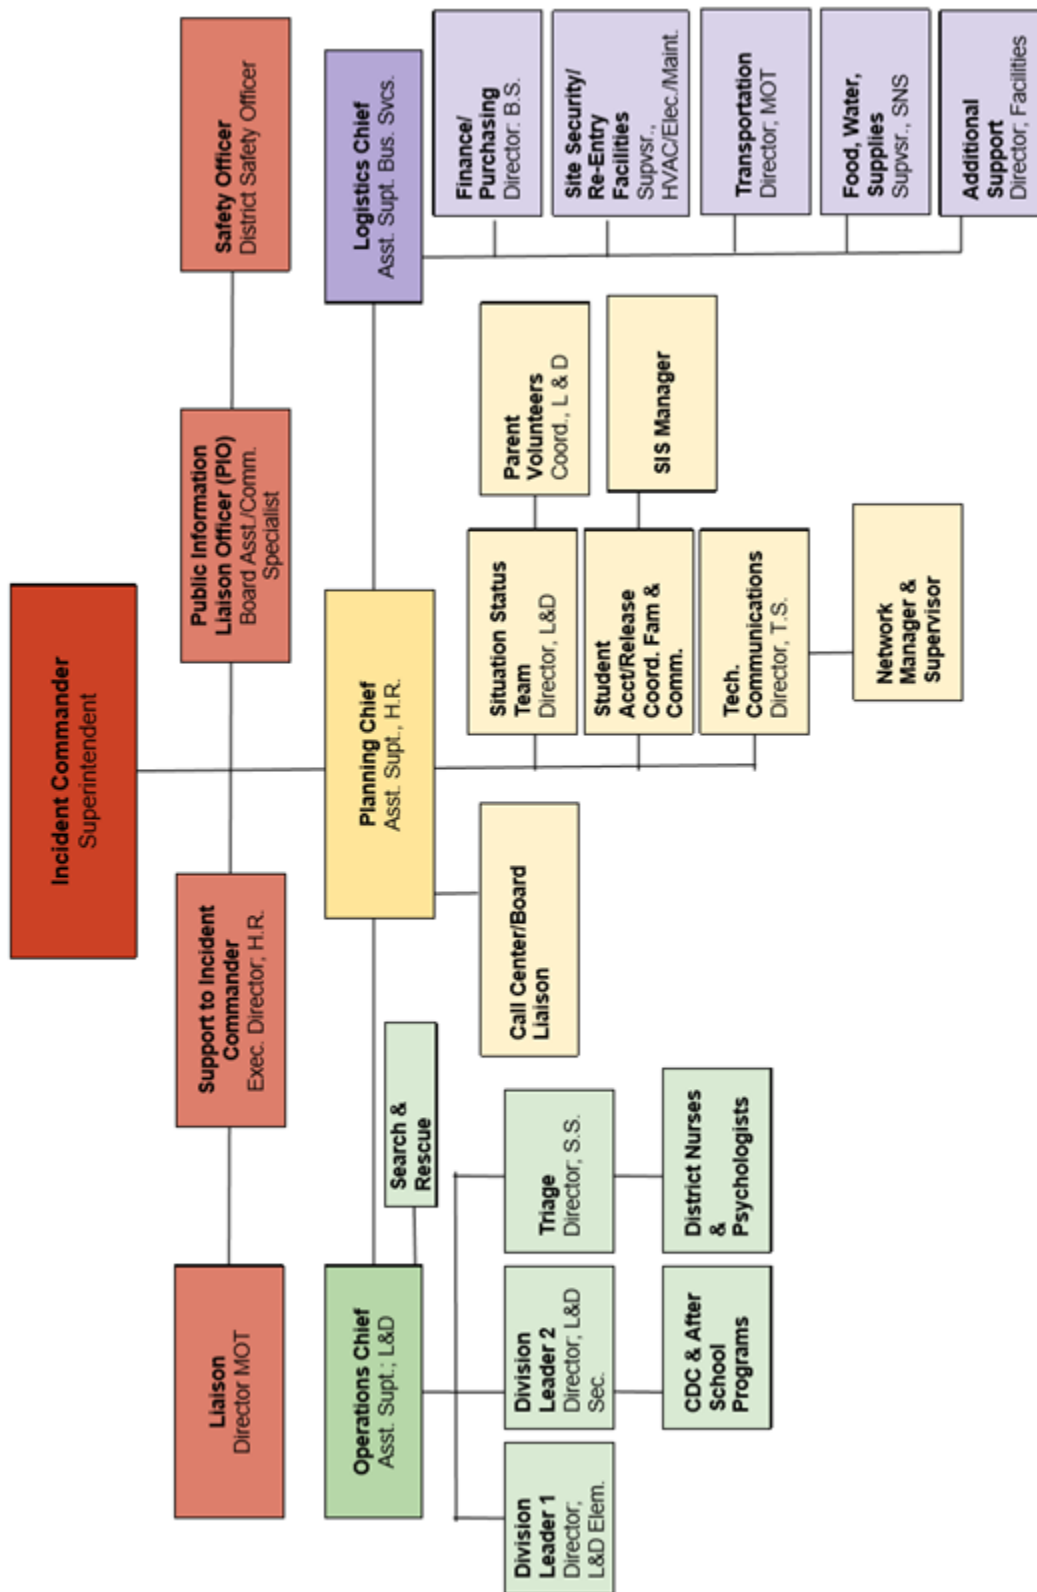 Incident Commander
Superintendent
Liaison
Director MOT
Support to Incident
Commander
Exec. Director; H.R.
Public Information
Liaison Officer (PIO)
Board Asst./Comm.
Specialist
Safety Officer
District Safety Officer
Operations Chief
Asst. Supt.; L&D
Planning Chief
Asst. Supt., H.R.
Logistics Chief
Asst. Supt. Bus. Svcs.
Search &
Rescue
Division
Leader 1
Director;
L&D Elem.
Division
Leader 2
Director; L&D
Sec.
Triage
Director; S.S.
CDC & After
School
Programs
District Nurses
&
Psychologists
Call Center/Board
Liaison
Situation Status
Team
Director, L&D
Parent
Volunteers
Coord., L & D
Student
Acct/Release
Coord. Fam &
Comm.
SIS Manager
Tech.
Communications
Director, T.S.
Network
Manager &
Supervisor
Finance/
Purchasing
Director: B.S.
Site Security/
Re-Entry
Facilities
Supvsr.,
HVAC/Elec./Maint.
Transportation
Director; MOT
Food, Water,
Supplies
Supvsr., SNS
Additional
Support
Director; Facilities